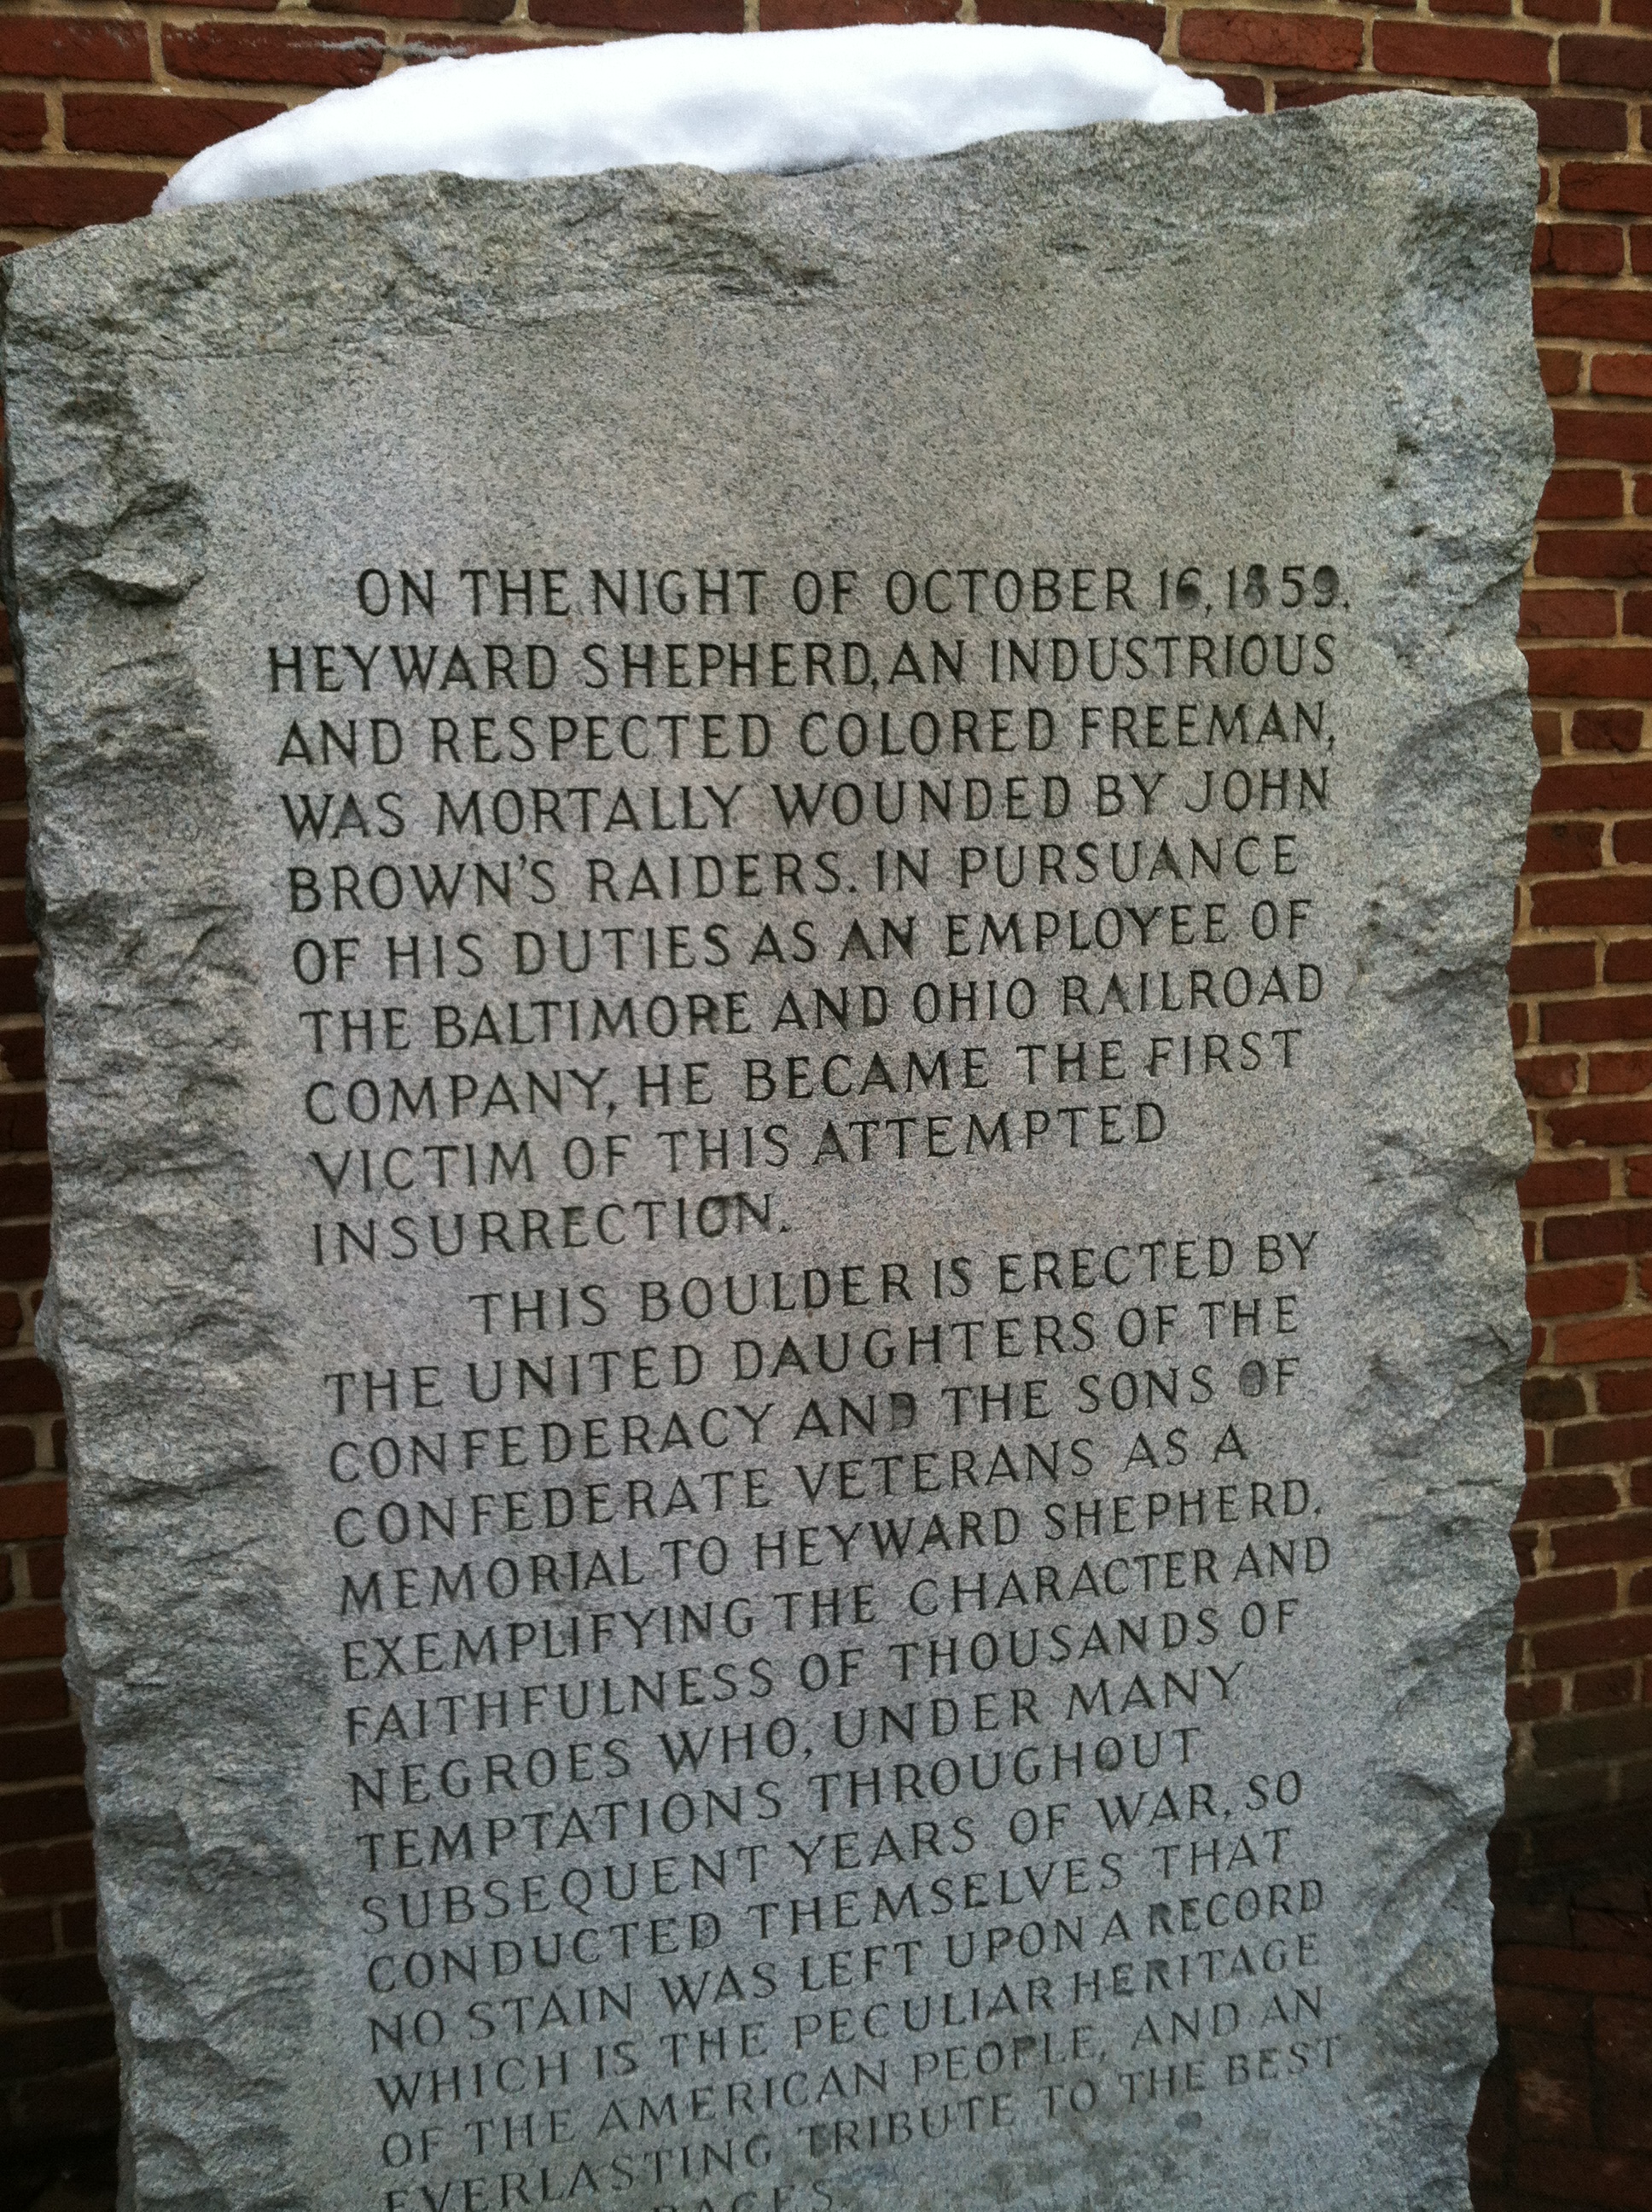 ON THE NIGHT OF OCTOBER 16, 1859,
HEYWARD SHEPHERD, AN INDUSTRIOUS
AND RESPECTED COLORED FREEMAN,
WAS MORTALLY WOUNDED BY JOHN
BROWN'S RAIDERS. IN PURSUANCE
OF HIS DUTIES AS AN EMPLOYEE OF
THE BALTIMORE AND OHIO RAILROAD
COMPANY, HE BECAME THE FIRST
VICTIM OF THIS ATTEMPTED
INSURRECTION.
THIS BOULDER IS ERECTED BY
THE UNITED DAUGHTERS OF THE
CONFEDERACY AND THE SONS OF
CONFEDERATE VETERANS AS A
MEMORIAL TO HEYWARD SHEPHERD,
EXEMPLIFYING THE CHARACTER AND
FAITHFULNESS OF THOUSANDS OF
NEGROES WHO, UNDER MANY
TEMPTATIONS THROUGHOUT
SUBSEQUENT YEARS OF WAR, SO
CONDUCTED THEMSELVES THAT
NO STAIN WAS LEFT UPON A RECORD
WHICH IS THE PECULIAR HERITAGE
OF THE AMERICAN PEOPLE, AND AN
EVERLASTING TRIBUTE TO THE BEST
RACES